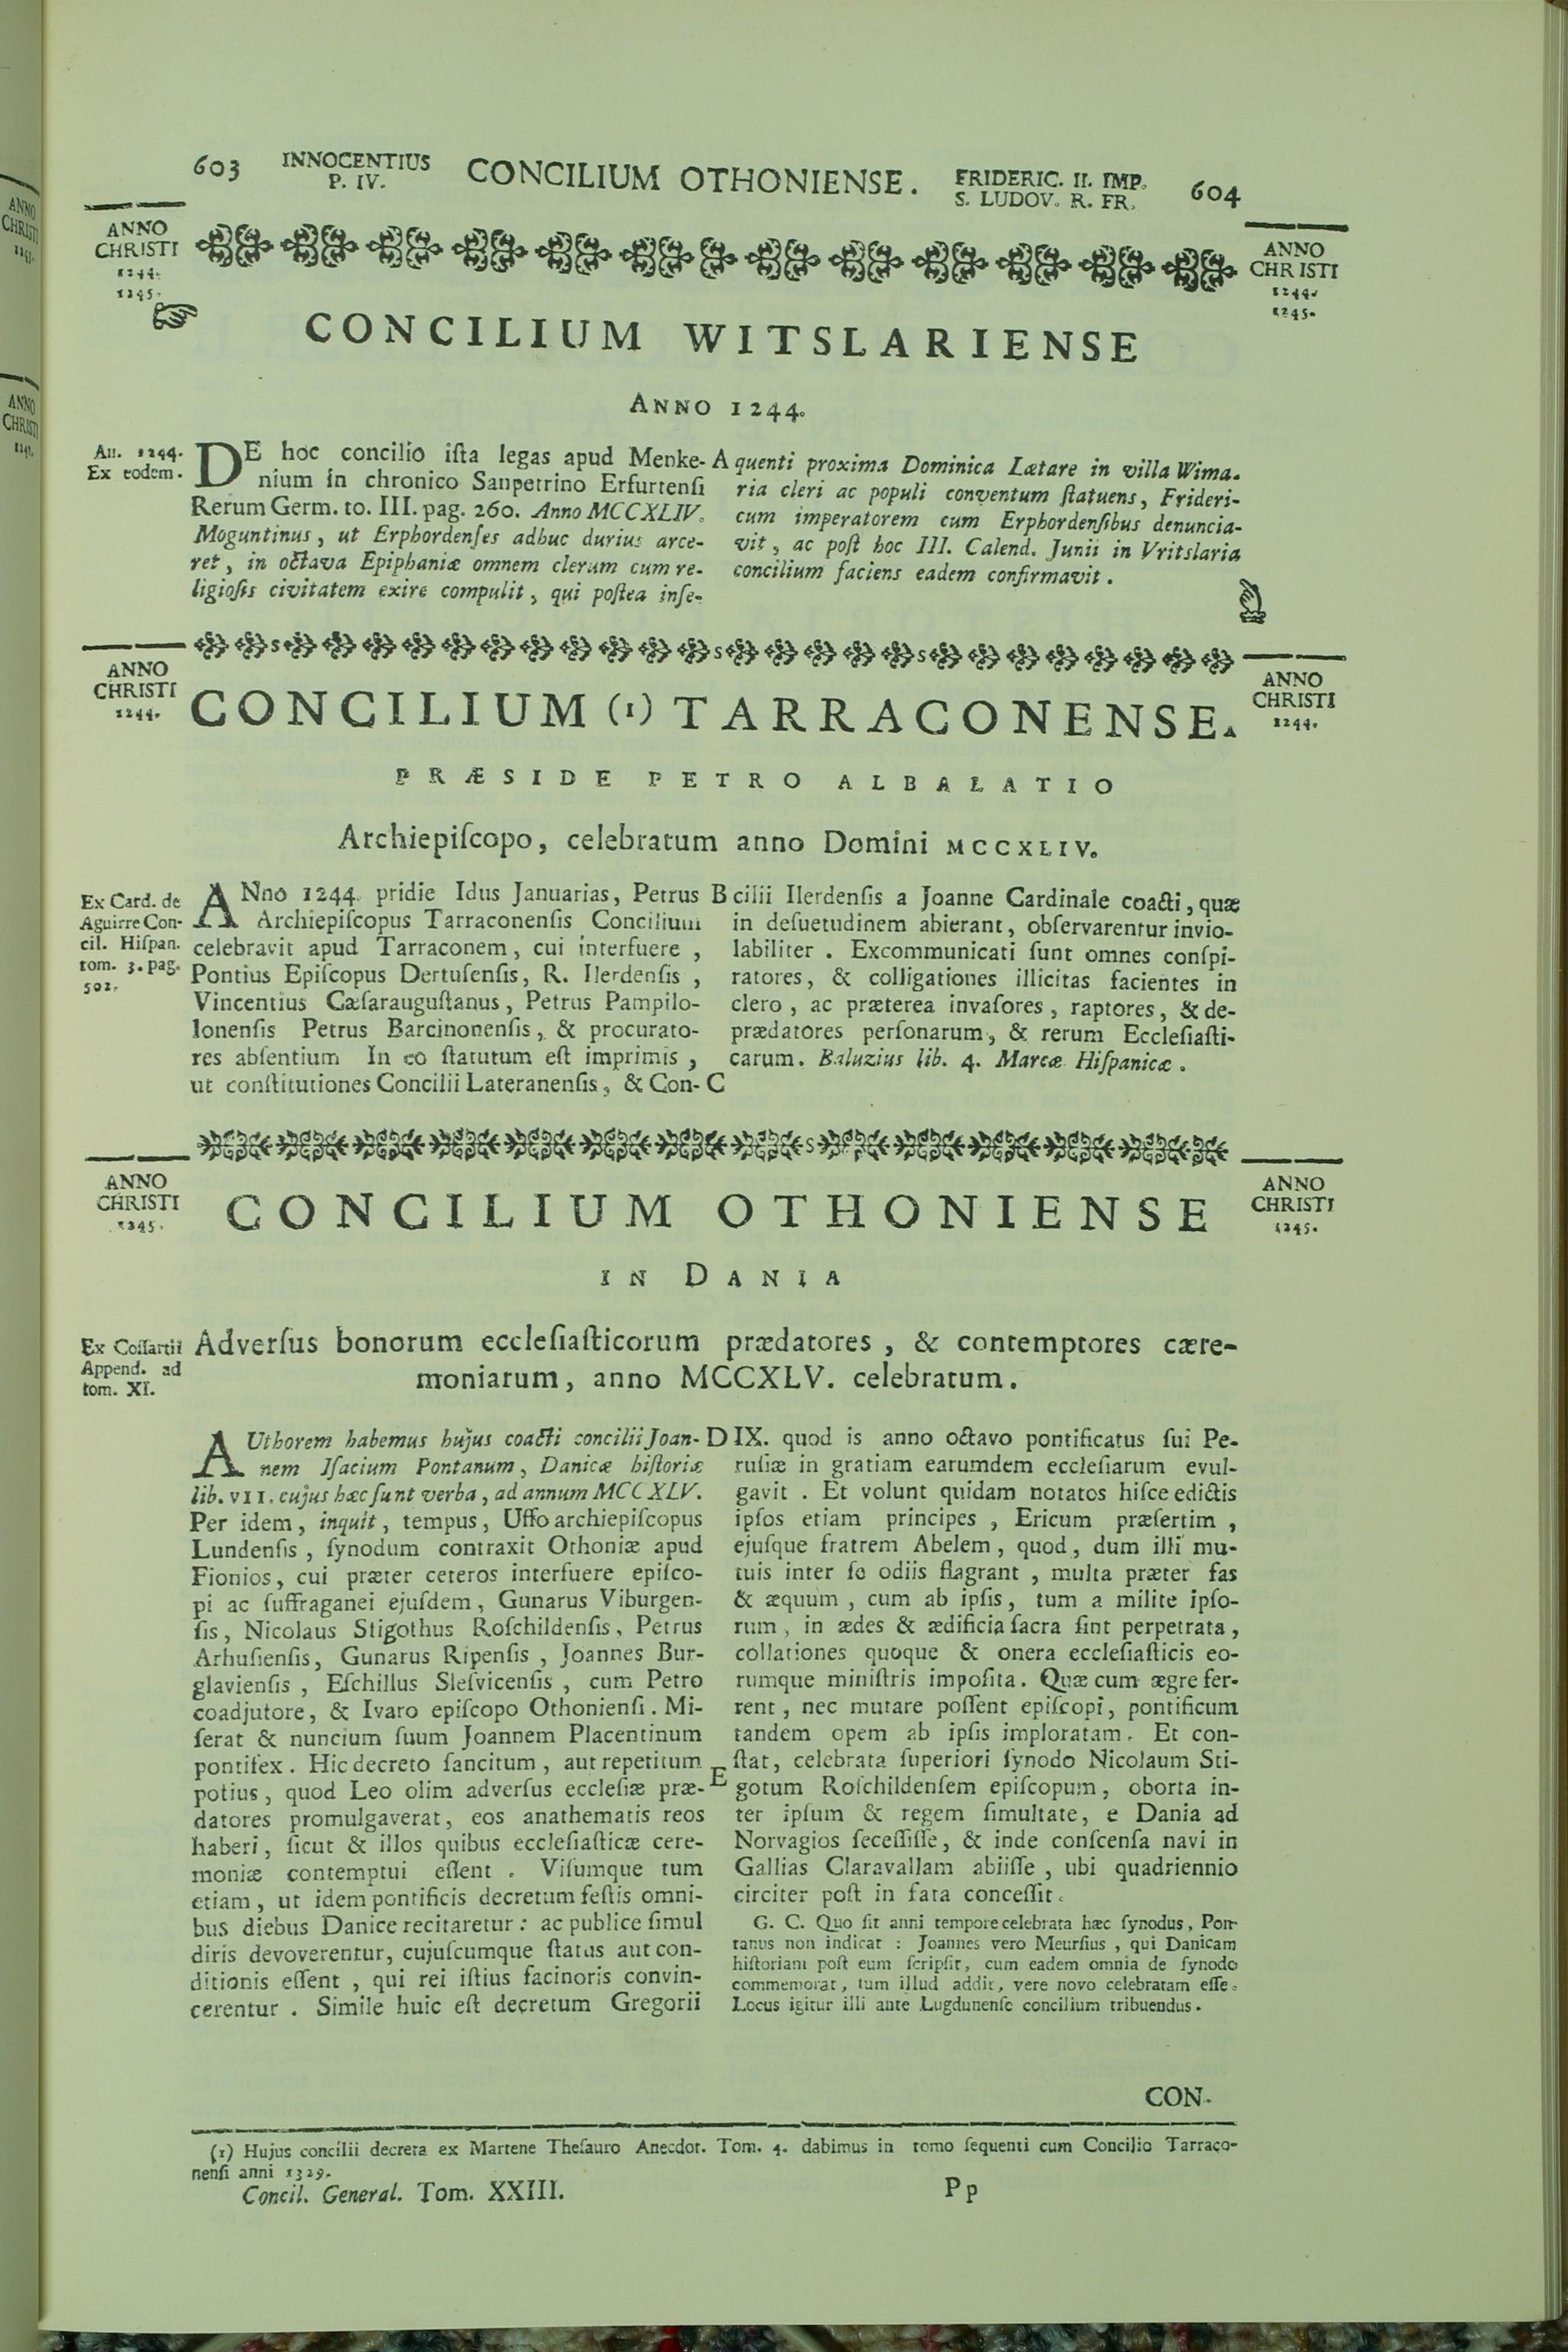 603 INNOCENTIUS
P. IV. CONCILIUM OTHONIENSE. FRIDERIC. II. IMP.
S. LUDOV. R. FR. 604
ANNO
CHRISTI
1244.
1245.
ANNO
CHRISTI
1244.
1245.
CONCILIUM WITSLARIENSE
ANNO 1244.
An. 1244.
Ex eodem.
DE hoc concilio iſta legas apud Menke-
nium in chronico Sanpetrino Erfurtenſi
Rerum Germ. to. III. pag. 260. Anno MCCXLIV.
Moguntinus, ut Erphordenſes adhuc durius arce-
ret, in octava Epiphaniæ omnem clerum cum re-
ligioſis civitatem exire compulit, qui poſtea inſe-
A quenti proxima Dominica Lætare in villa Wima-
ria cleri ac populi conventum ſtatuens, Frideri-
cum imperatorem cum Erphordenſibus denuncia-
vit, ac poſt hoc III. Calend. Junii in Vritslaria
concilium faciens eadem confirmavit.
ANNO
CHRISTI
1244.
ANNO
CHRISTI
1244.
CONCILIUM (1) TARRACONENSE.
PRÆSIDE PETRO ALBALATIO
Archiepiſcopo, celebratum anno Domini MCCXLIV.
Ex Card. de
Aguirre Con-
cil. Hiſpan.
tom. 3. pag.
502.
ANno 1244. pridie Idus Januarias, Petrus
Archiepiſcopus Tarraconenſis Concilium
celebravit apud Tarraconem, cui interfuere,
Pontius Epiſcopus Dertuſenſis, R. Ilerdenſis,
Vincentius Cæſarauguſtanus, Petrus Pampilo-
lonenſis Petrus Barcinonenſis, & procurato-
res abſentium In eo ſtatutum eſt imprimis,
ut conſtitutiones Concilii Lateranenſis, & Con-
B cilii Ilerdenſis a Joanne Cardinale coacti, quæ
in deſuetudinem abierant, obſervarentur invio-
labiliter. Excommunicati ſunt omnes conſpi-
ratores, & colligationes illicitas facientes in
clero, ac præterea invaſores, raptores, & de-
prædatores perſonarum, & rerum Eccleſiaſti-
carum. Baluzius lib. 4. Marcæ Hiſpanicæ.
C
ANNO
CHRISTI
1245.
ANNO
CHRISTI
1245.
CONCILIUM OTHONIENSE
IN DANIA
Ex Coſſartii
Append. ad
tom. XI.
Adverſus bonorum eccleſiaſticorum prædatores, & contemptores cære-
moniarum, anno MCCXLV. celebratum.
AUthorem habemus hujus coacti concilii Joan-
nem Iſacium Pontanum, Danicæ hiſtoriæ
lib. VII. cujus hæc ſunt verba, ad annum MCCXLV.
Per idem, inquit, tempus, Uffo archiepiſcopus
Lundenſis, ſynodum contraxit Othoniæ apud
Fionios, cui præter ceteros interfuere epiſco-
pi ac ſuffraganei ejuſdem, Gunarus Viburgen-
ſis, Nicolaus Stigothus Roſchildenſis, Petrus
Arhuſienſis, Gunarus Ripenſis, Joannes Bur-
glavienſis, Eſchillus Sleſvicenſis, cum Petro
coadjutore, & Ivaro epiſcopo Othonienſi. Mi-
ſerat & nuncium ſuum Joannem Placentinum
pontifex. Hic decreto ſancitum, aut repetitum
potius, quod Leo olim adverſus eccleſiæ præ-
datores promulgaverat, eos anathematis reos
haberi, ſicut & illos quibus eccleſiaſticæ cere-
moniæ contemptui eſſent. Viſumque tum
etiam, ut idem pontificis decretum feſtis omni-
bus diebus Danice recitaretur: ac publice ſimul
diris devoverentur, cujuſcumque ſtatus aut con-
ditionis eſſent, qui rei iſtius facinoris convin-
cerentur. Simile huic eſt decretum Gregorii
D IX. quod is anno octavo pontificatus ſui Pe-
ruſiæ in gratiam earumdem eccleſiarum evul-
gavit. Et volunt quidam notatos hiſce edictis
ipſos etiam principes, Ericum præſertim,
ejuſque fratrem Abelem, quod, dum illi mu-
tuis inter ſe odiis flagrant, multa præter fas
& æquum, cum ab ipſis, tum a milite ipſo-
rum, in ædes & ædificia ſacra ſint perpetrata,
collationes quoque & onera eccleſiaſticis eo-
rumque miniſtris impoſita. Quæ cum ægre fer-
rent, nec mutare poſſent epiſcopi, pontificum
tandem opem ab ipſis imploratam. Et con-
ſtat, celebrata ſuperiori ſynodo Nicolaum Sti-
E gotum Roſchildenſem epiſcopum, oborta in-
ter ipſum & regem ſimultate, e Dania ad
Norvagios ſeceſſiſſe, & inde conſcenſa navi in
Gallias Claravallam abiiſſe, ubi quadriennio
circiter poſt in fata conceſſit.
G. C. Quo ſit anni tempore celebrata hæc ſynodus, Pon-
tanus non indicat: Joannes vero Meurſius, qui Danicam
hiſtoriam poſt eum ſcripſit, cum eadem omnia de ſynodo
commemorat, tum illud addit, vere novo celebratam eſſe.
Locus igitur illi ante Lugdunenſe concilium tribuendus.
CON-
(1) Hujus concilii decreta ex Martene Theſauro Anecdot. Tom. 4. dabimus in tomo ſequenti cum Concilio Tarraco-
nenſi anni 1329.
Concil. General. Tom. XXIII. Pp